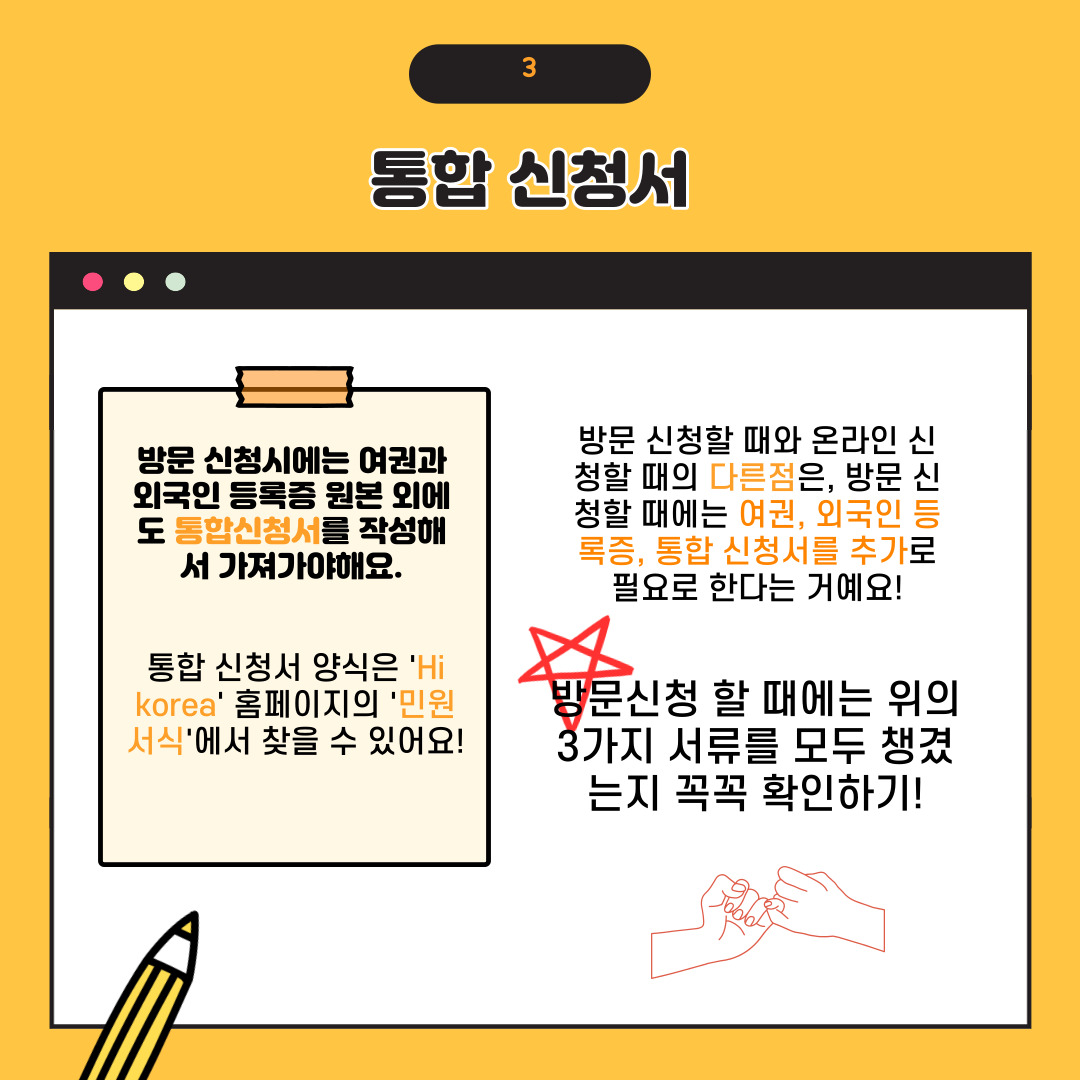 3
통합 신청서
방문 신청시에는 여권과
외국인 등록증 원본 외에
도 통합신청서를 작성해
서 가져가야해요.
통합 신청서 양식은 'Hi
korea' 홈페이지의 '민원
서식'에서 찾을 수 있어요!
방문 신청할 때와 온라인 신
청할 때의 다른점은, 방문 신
청할 때에는 여권, 외국인 등
록증, 통합 신청서를 추가로
필요로 한다는 거예요!
방문신청 할 때에는 위의
3가지 서류를 모두 챙겼
는지 꼭꼭 확인하기!